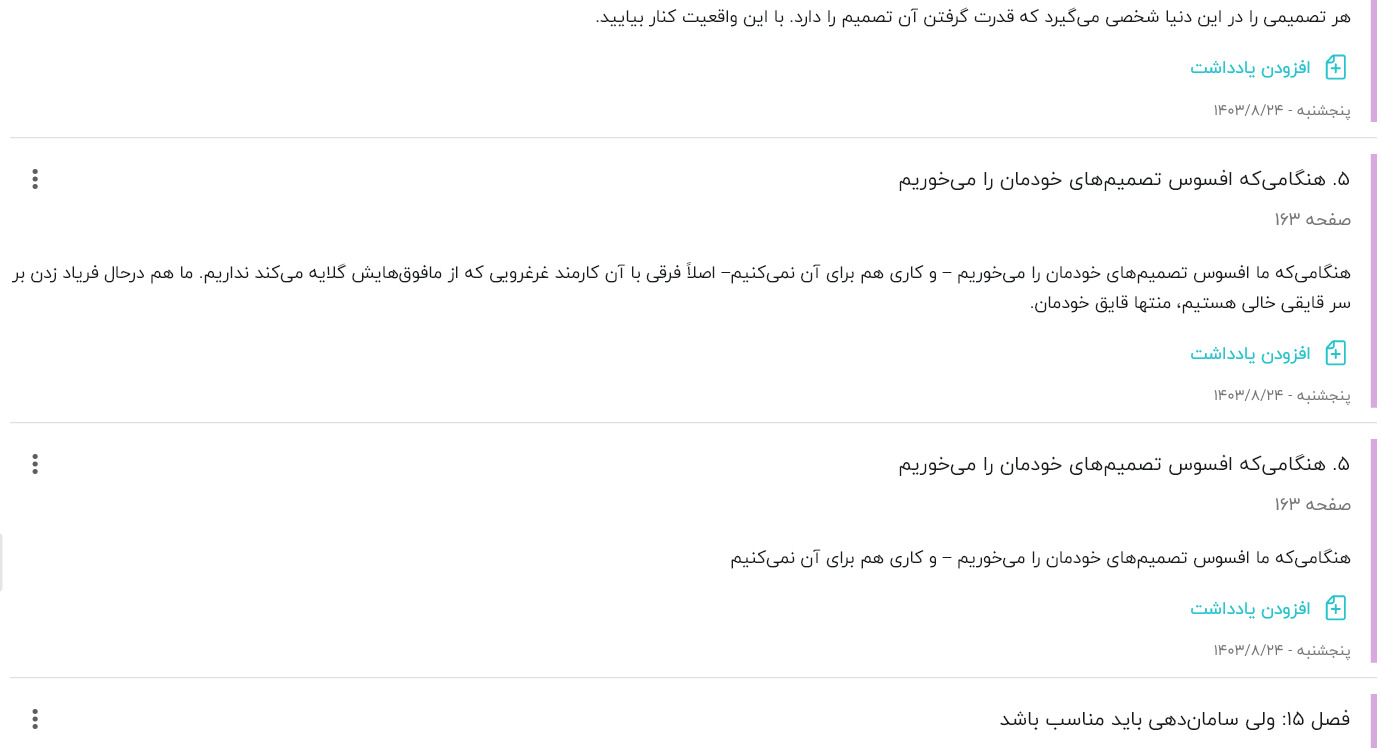 هر تصمیمی را در این دنیا شخصی می‌گیرد که قدرت گرفتن آن تصمیم را دارد. با این واقعیت کنار بیایید.
افزودن یادداشت
پنجشنبه - ۱۴۰۳/۸/۲۴
۵. هنگامی‌که افسوس تصمیم‌های خودمان را می‌خوریم
صفحه ۱۶۳
هنگامی‌که ما افسوس تصمیم‌های خودمان را می‌خوریم – و کاری هم برای آن نمی‌کنیم– اصلاً فرقی با آن کارمند غرغرویی که از مافوق‌هایش گلایه می‌کند نداریم. ما هم درحال فریاد زدن بر
سر قایقی خالی هستیم، منتها قایق خودمان.
افزودن یادداشت
پنجشنبه - ۱۴۰۳/۸/۲۴
۵. هنگامی‌که افسوس تصمیم‌های خودمان را می‌خوریم
صفحه ۱۶۳
هنگامی‌که ما افسوس تصمیم‌های خودمان را می‌خوریم – و کاری هم برای آن نمی‌کنیم
افزودن یادداشت
پنجشنبه - ۱۴۰۳/۸/۲۴
فصل ۱۵: ولی سامان‌دهی باید مناسب باشد